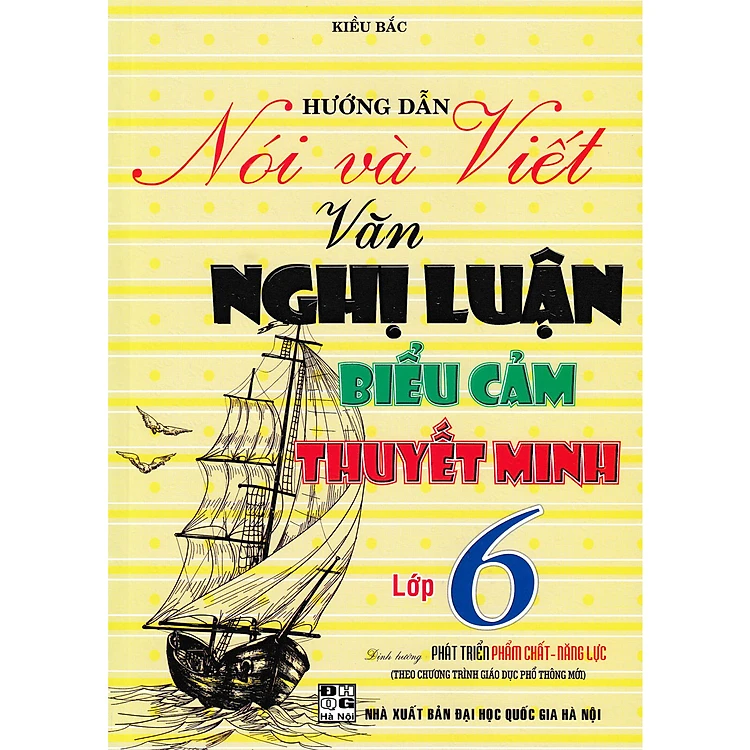 KIỀU BẮC
HƯỚNG DẪN
Nói và Viết
Văn
NGHỊ LUẬN
BIỂU CẢM
THUYẾT MINH
Lớp 6
Định hướng PHÁT TRIỂN PHẨM CHẤT - NĂNG LỰC
(THEO CHƯƠNG TRÌNH GIÁO DỤC PHỔ THÔNG MỚI)
ĐH
QG
Hà Nội
NHÀ XUẤT BẢN ĐẠI HỌC QUỐC GIA HÀ NỘI